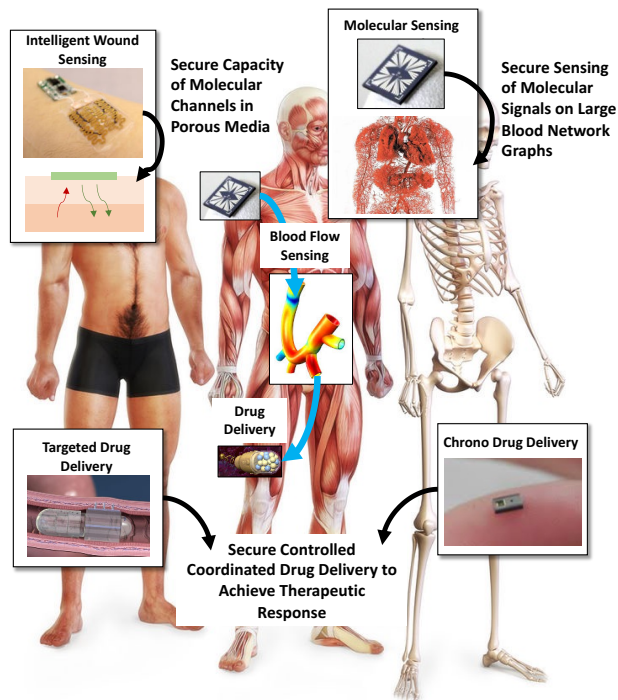 Intelligent Wound
Sensing
Secure Capacity
of Molecular
Channels in
Porous Media
Molecular Sensing
Secure Sensing
of Molecular
Signals on Large
Blood Network
Graphs
Blood Flow
Sensing
Drug
Delivery
Targeted Drug
Delivery
Chrono Drug Delivery
Secure Controlled
Coordinated Drug Delivery to
Achieve Therapeutic
Response